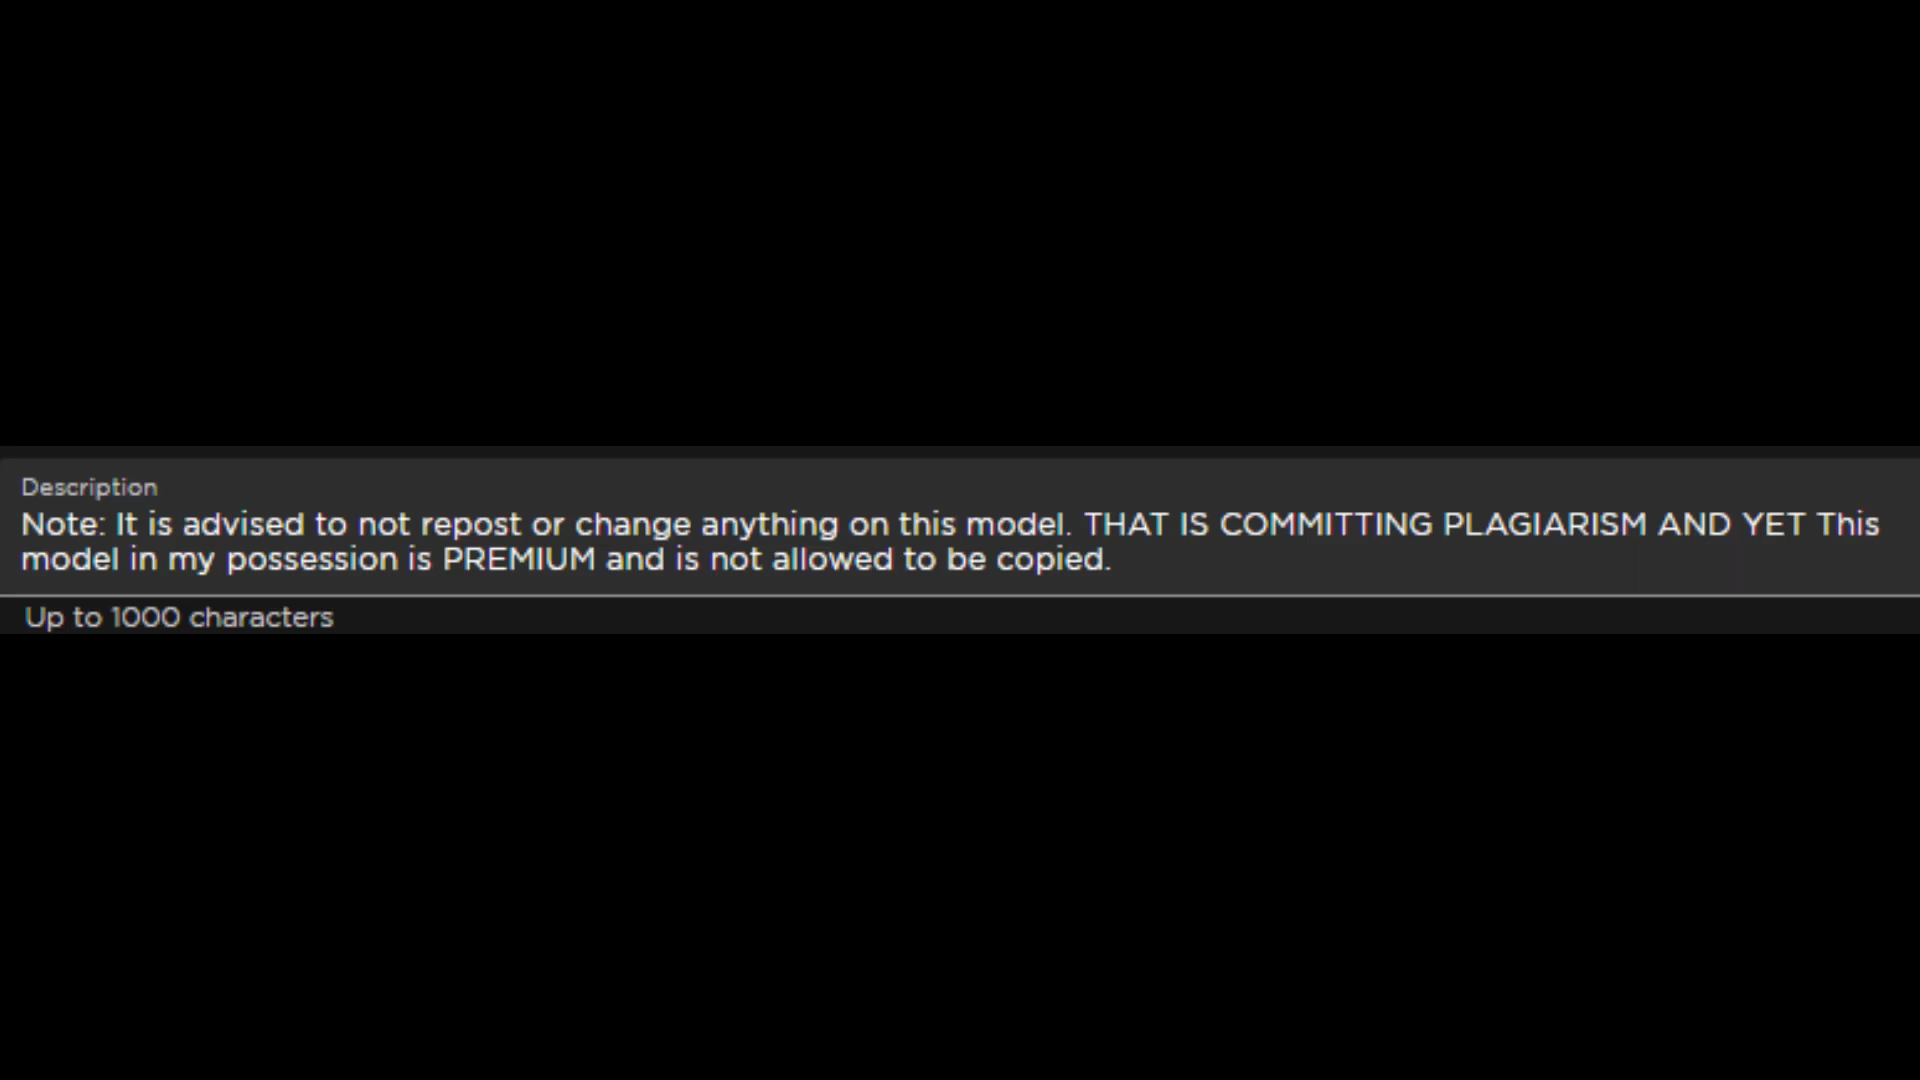 Description
Note: It is advised to not repost or change anything on this model. THAT IS COMMITTING PLAGIARISM AND YET This
model in my possession is PREMIUM and is not allowed to be copied.
Up to 1000 characters